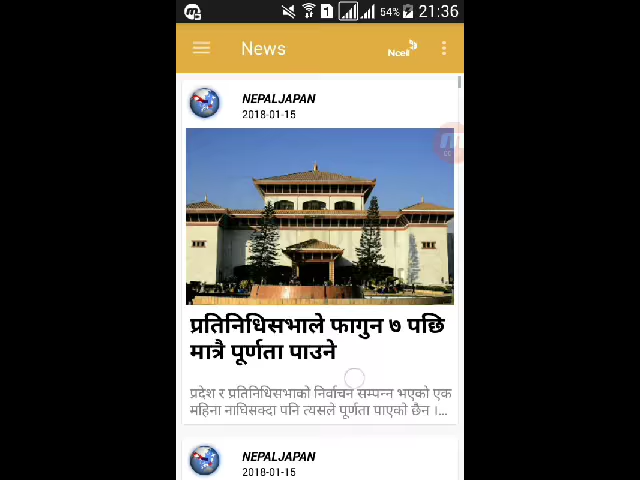 54% 21:36
News
Ncell
NEPALJAPAN
2018-01-15
प्रतिनिधिसभाले फागुन ७ पछि
मात्रै पूर्णता पाउने
प्रदेश र प्रतिनिधिसभाको निर्वाचन सम्पन्न भएको एक
महिना नाघिसक्दा पनि त्यसले पूर्णता पाएको छैन ।...
NEPALJAPAN
2018-01-15